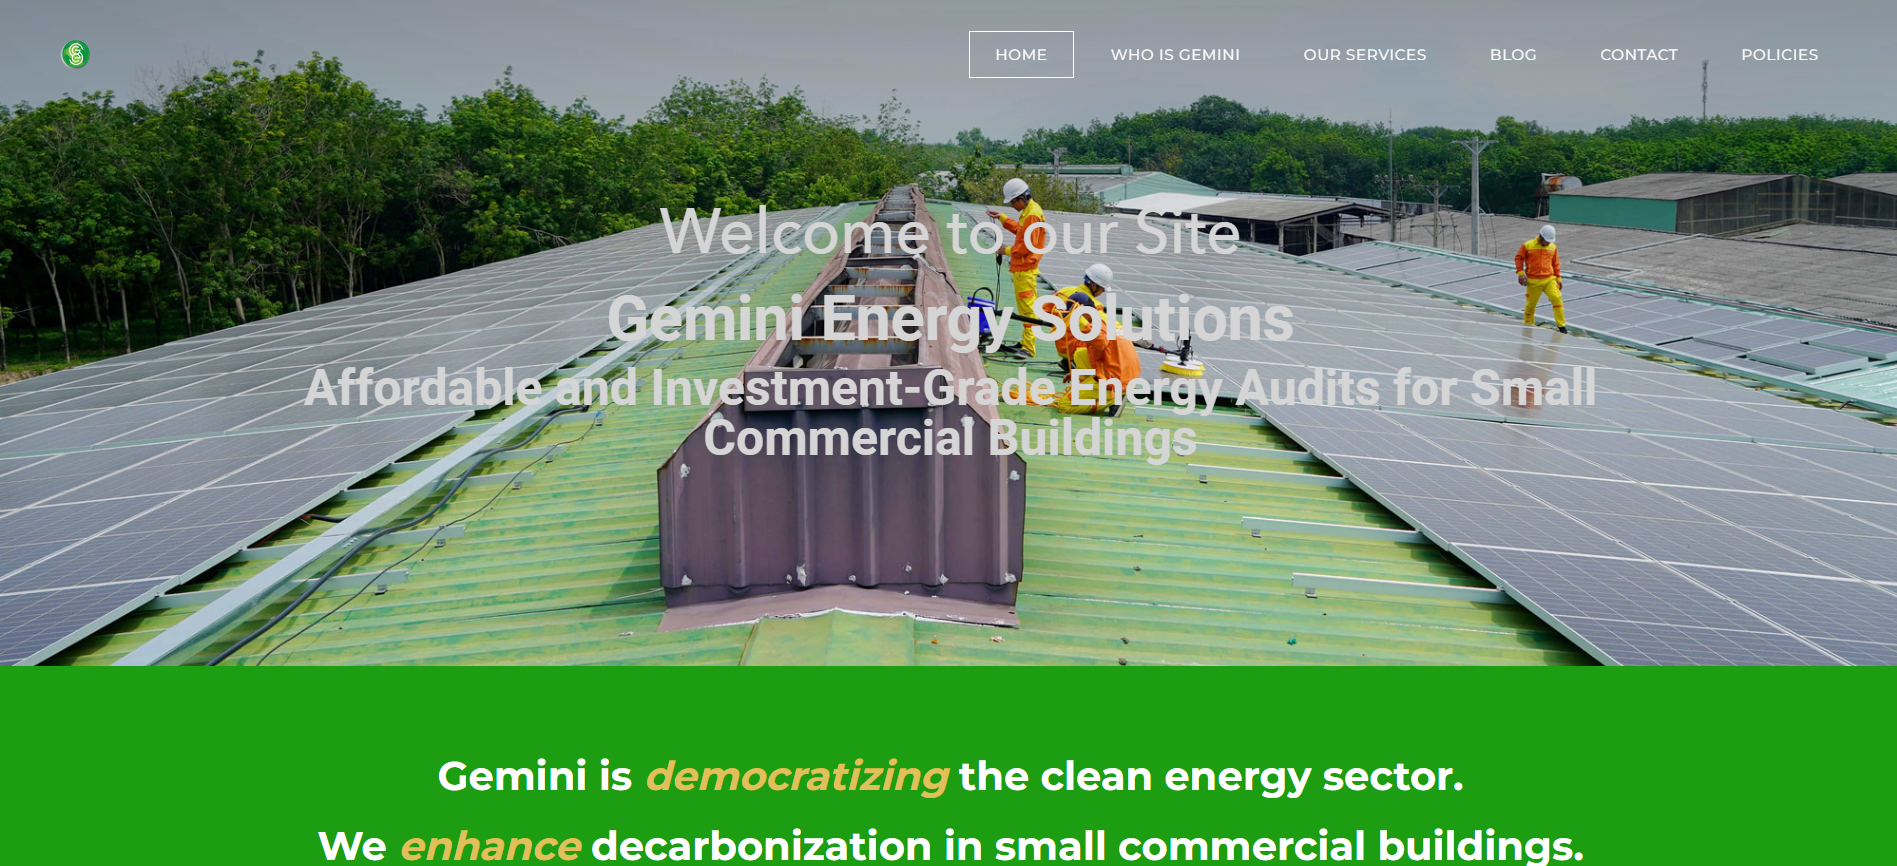 HOME WHO IS GEMINI OUR SERVICES BLOG CONTACT POLICIES
Welcome to our Site
Gemini Energy Solutions
Affordable and Investment-Grade Energy Audits for Small
Commercial Buildings
Gemini is democratizing the clean energy sector.
We enhance decarbonization in small commercial buildings.